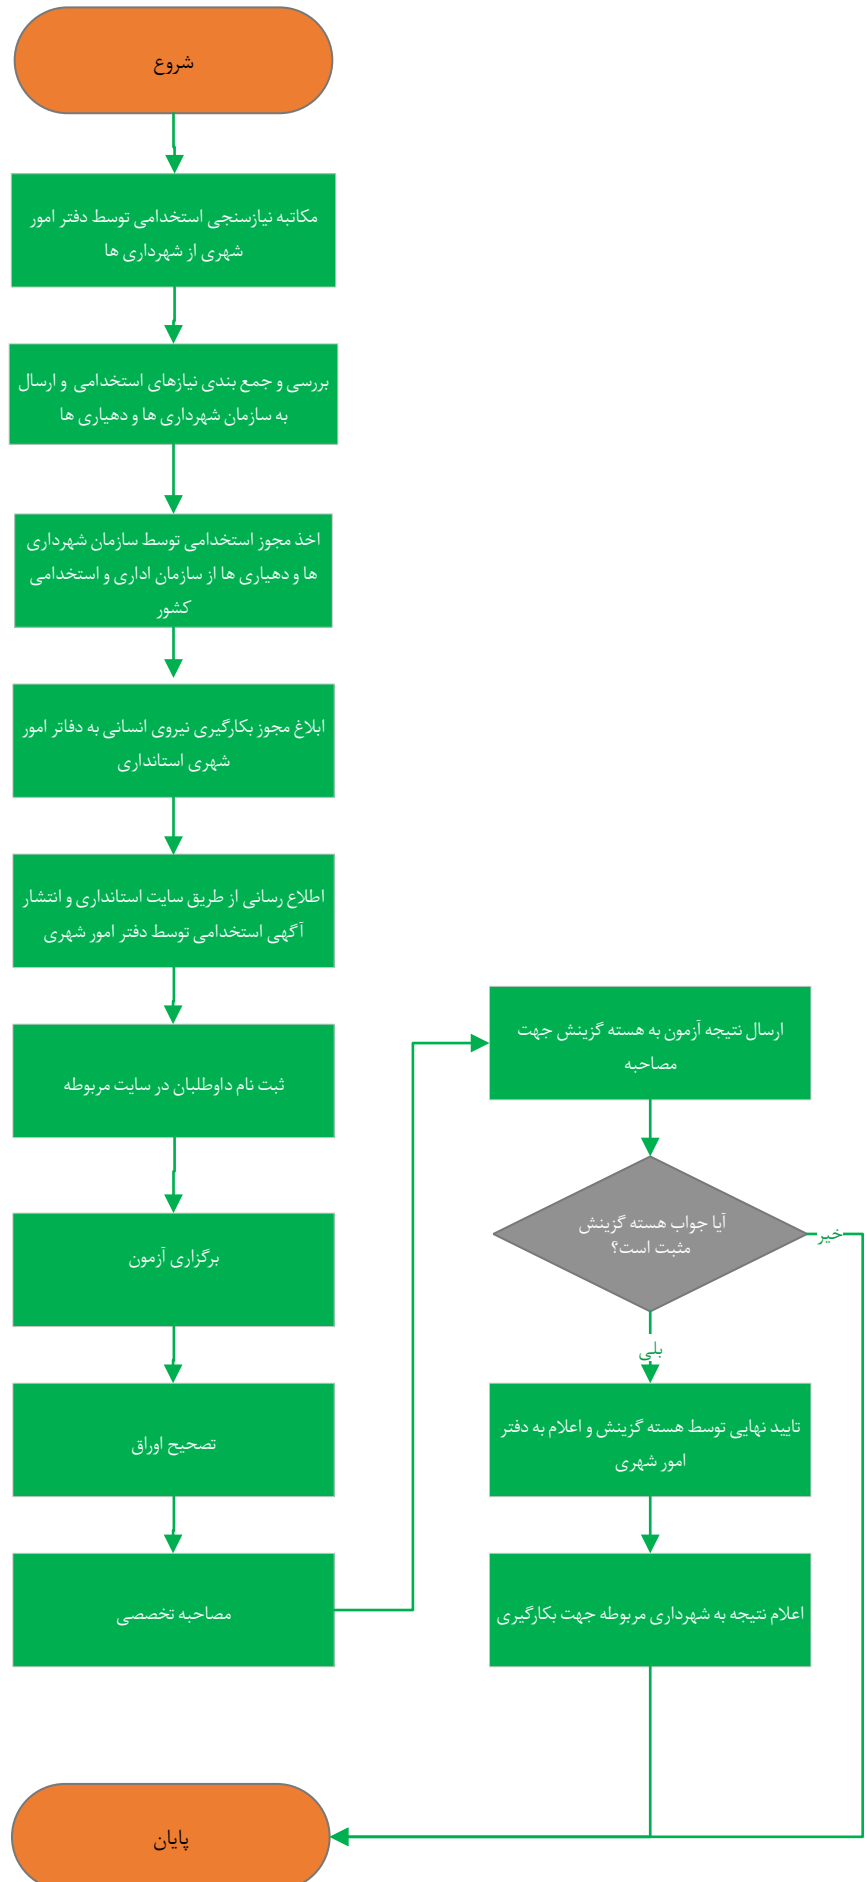 شروع
مکاتبه نیازسنجی استخدامی توسط دفتر امور
شهری از شهرداری ها
بررسی و جمع بندی نیازهای استخدامی و ارسال
به سازمان شهرداری ها و دهیاری ها
اخذ مجوز استخدامی توسط سازمان شهرداری
ها و دهیاری ها از سازمان اداری و استخدامی
کشور
ابلاغ مجوز بکارگیری نیروی انسانی به دفاتر امور
شهری استانداری
اطلاع رسانی از طریق سایت استانداری و انتشار
آگهی استخدامی توسط دفتر امور شهری
ثبت نام داوطلبان در سایت مربوطه
برگزاری آزمون
تصحیح اوراق
مصاحبه تخصصی
ارسال نتیجه آزمون به هسته گزینش جهت
مصاحبه
آیا جواب هسته گزینش
مثبت است؟
خیر
بلی
تایید نهایی توسط هسته گزینش و اعلام به دفتر
امور شهری
اعلام نتیجه به شهرداری مربوطه جهت بکارگیری
پایان